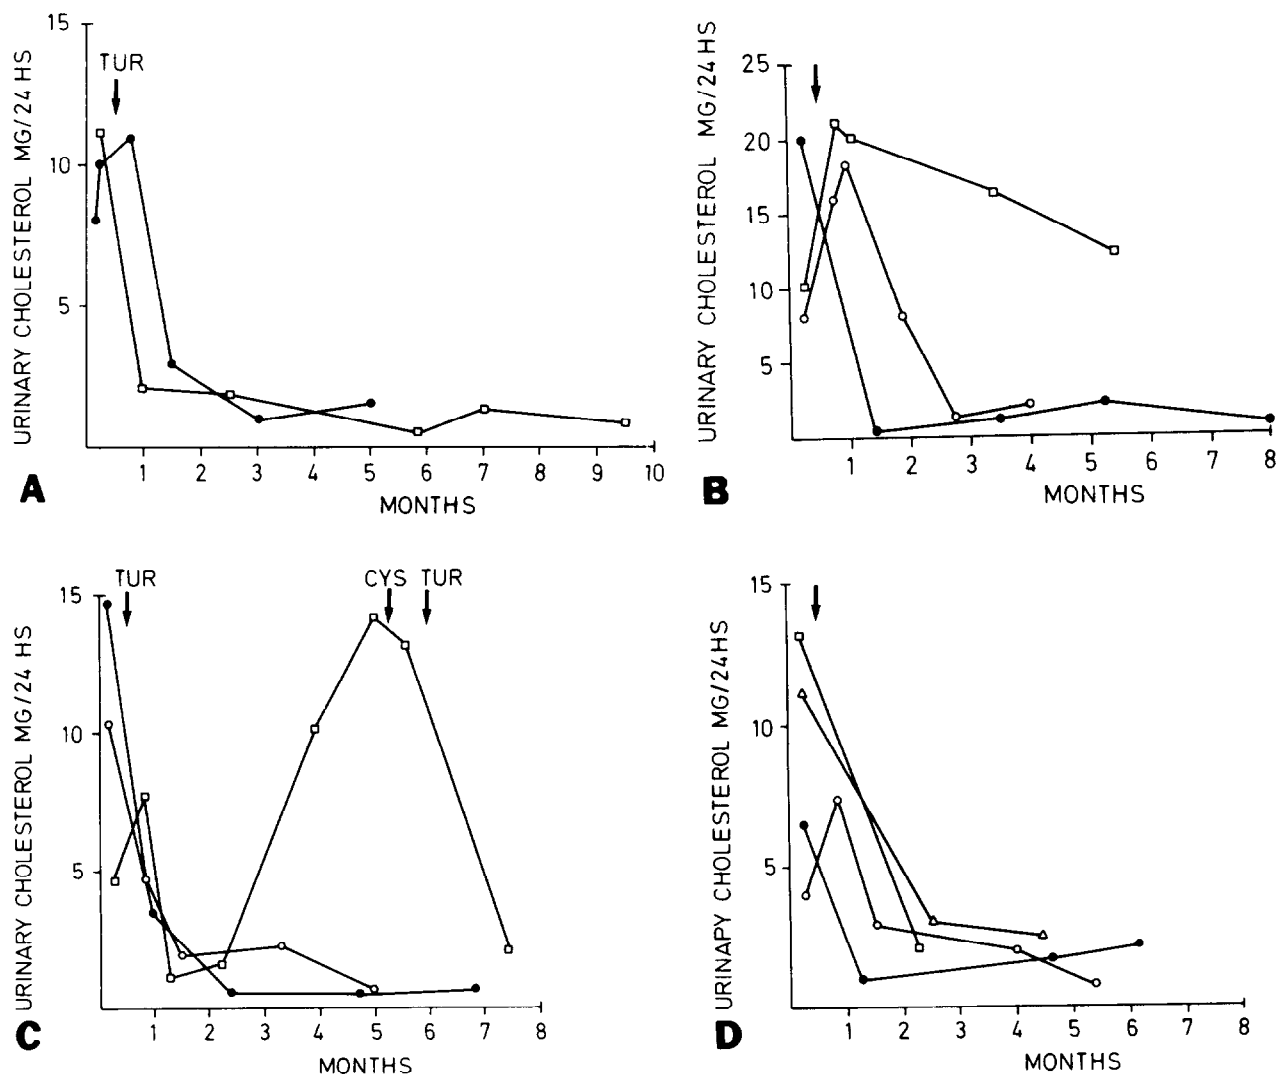 15
TUR
10
5
URINARY CHOLESTEROL MG/24 HS
1 2 3 4 5 6 7 8 9 10
MONTHS
A
25
20
15
10
5
URINARY CHOLESTEROL MG/24 HS
1 2 3 4 5 6 7 8
MONTHS
B
TUR CYS TUR
15
10
5
URINARY CHOLESTEROL MG/24 HS
1 2 3 4 5 6 7 8
MONTHS
C
15
10
5
URINAPY CHOLESTEROL MG/24HS
1 2 3 4 5 6 7 8
MONTHS
D